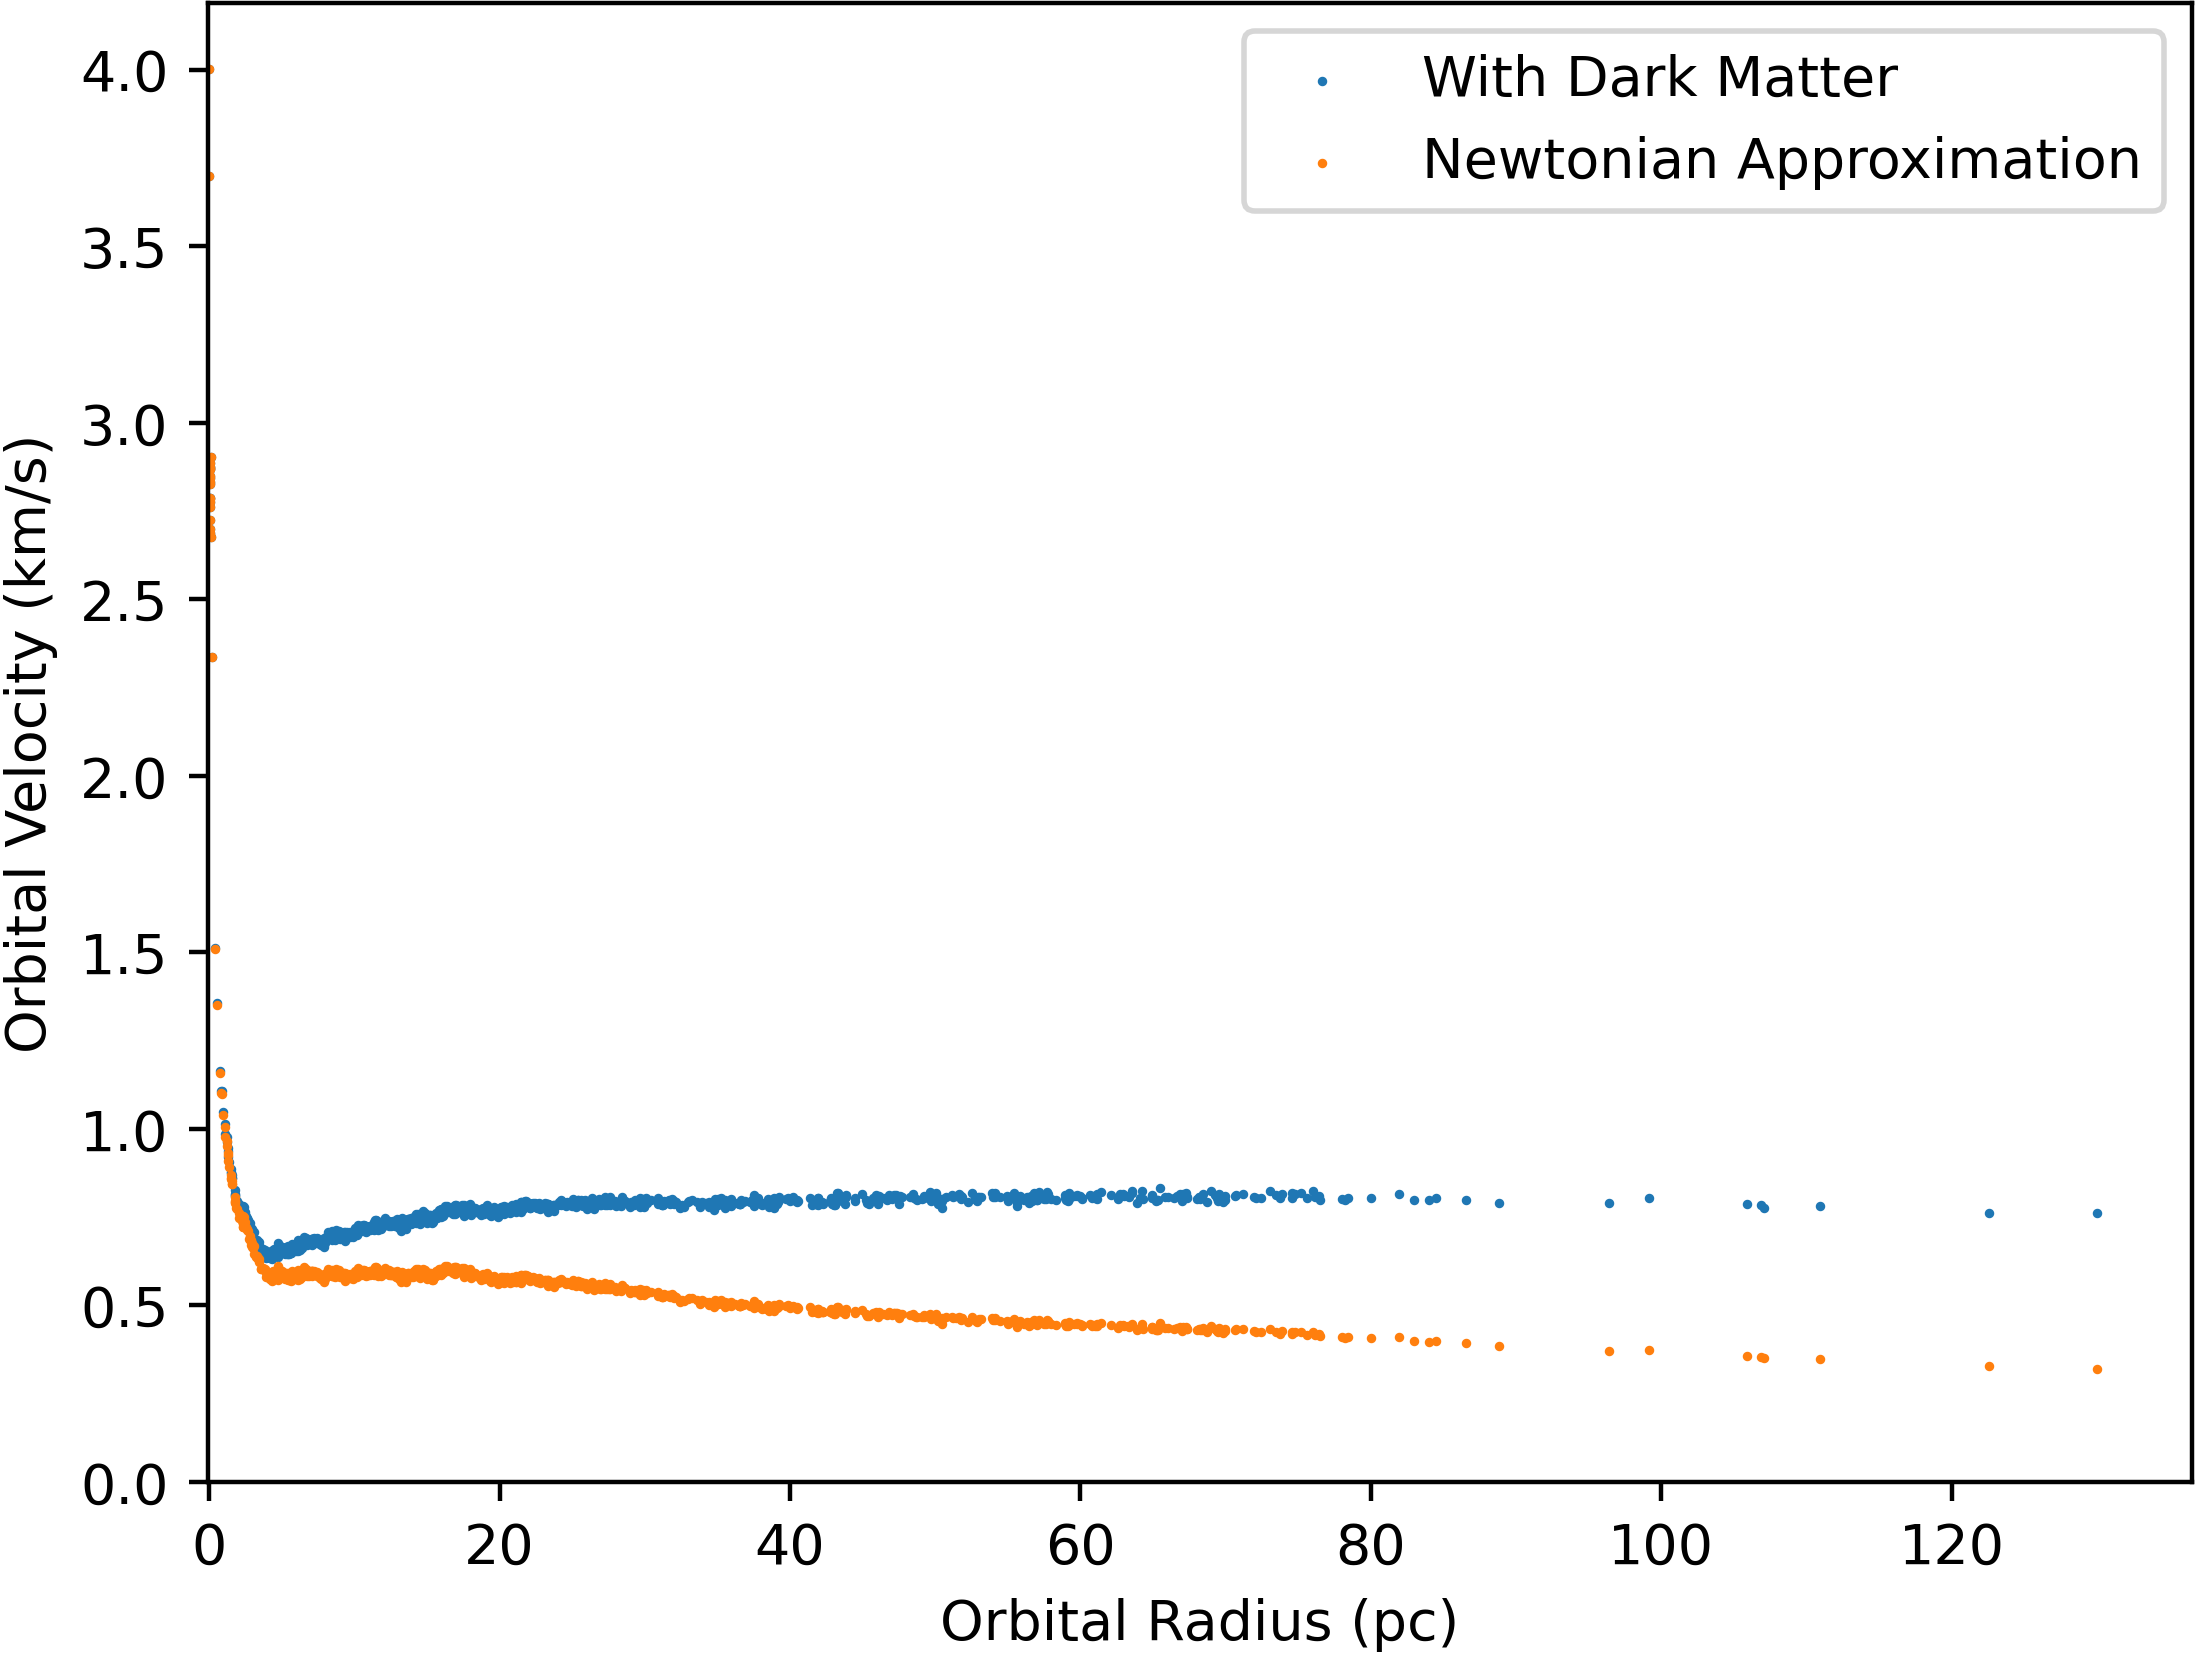 With Dark Matter
Newtonian Approximation
4.0
3.5
3.0
2.5
2.0
1.5
1.0
0.5
0.0
Orbital Velocity (km/s)
0 20 40 60 80 100 120
Orbital Radius (pc)